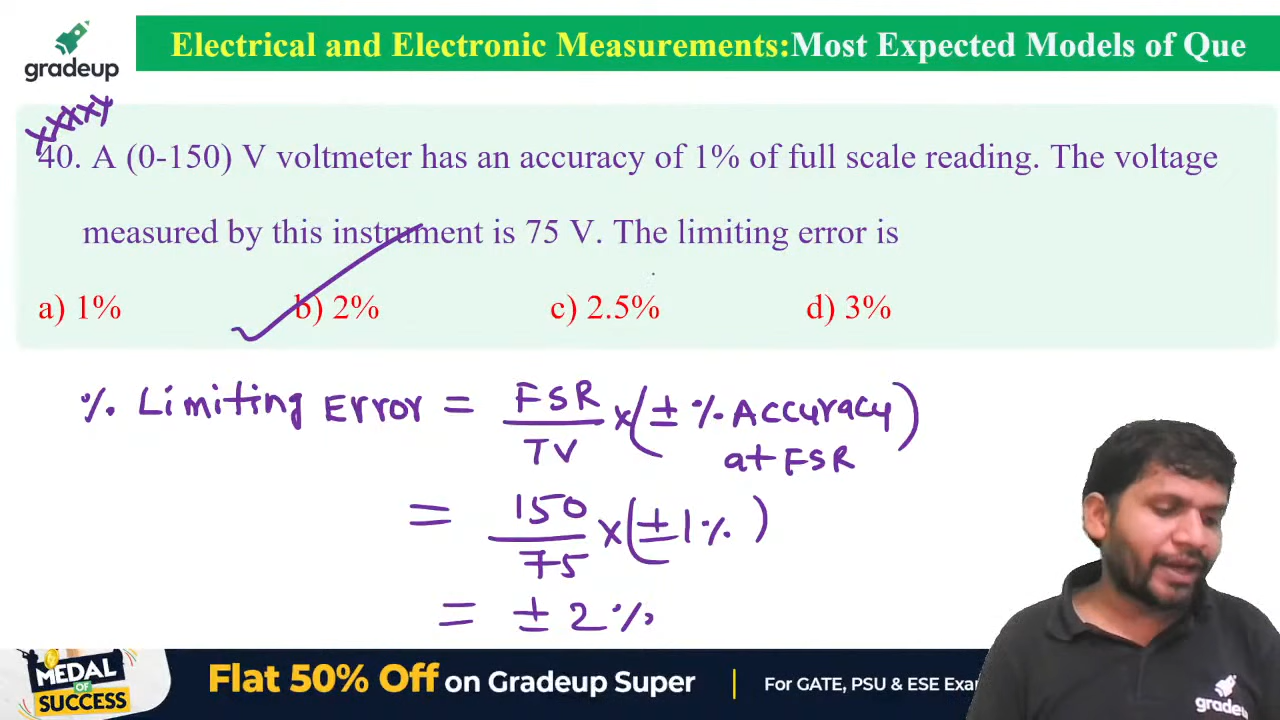 gradeup
Electrical and Electronic Measurements:Most Expected Models of Que
xxxxx
40. A (0-150) V voltmeter has an accuracy of 1% of full scale reading. The voltage
measured by this instrument is 75 V. The limiting error is
a) 1% b) 2% c) 2.5% d) 3%
% Limiting Error = FSR/TV x (± % Accuracy at FSR)
= 150/75 x (± 1%)
= ± 2%
MEDAL
OF
SUCCESS
Flat 50% Off on Gradeup Super | For GATE, PSU & ESE Exa
gradeup